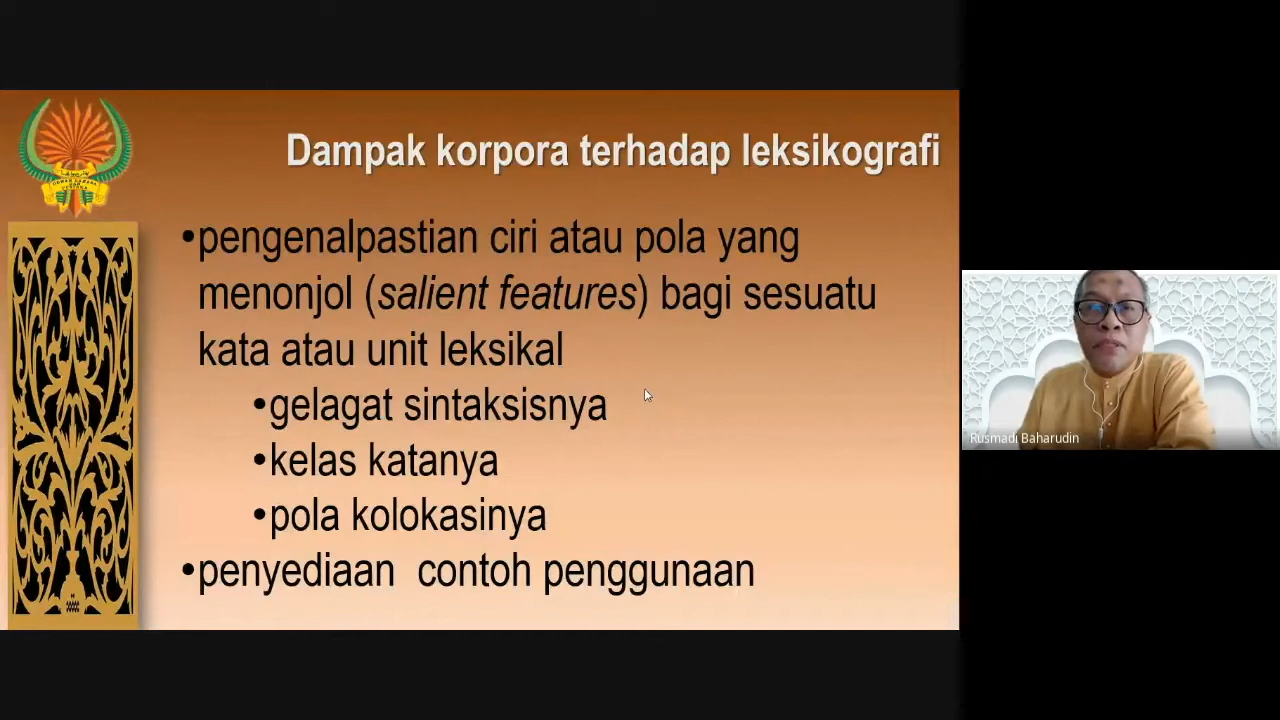 Dampak korpora terhadap leksikografi
•pengenalpastian ciri atau pola yang
menonjol (salient features) bagi sesuatu
kata atau unit leksikal
•gelagat sintaksisnya
•kelas katanya
•pola kolokasinya
•penyediaan contoh penggunaan
Rusmadi Baharudin